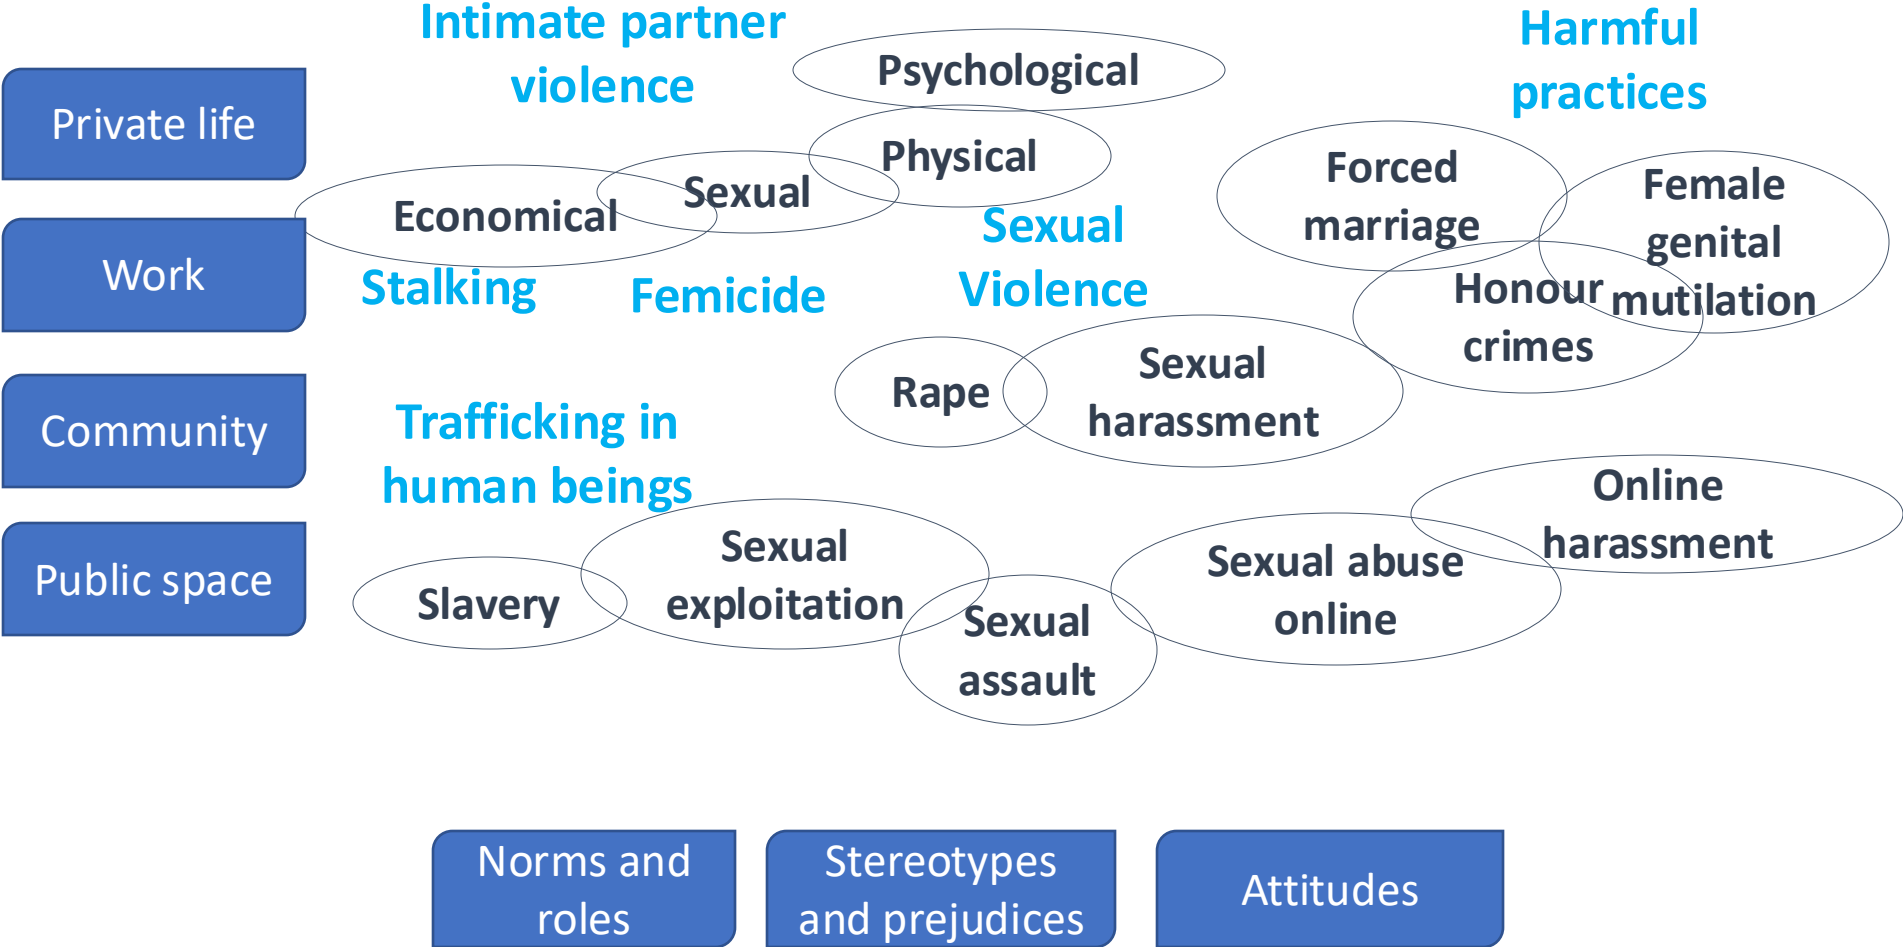 Intimate partner
violence
Psychological
Harmful
practices
Private life
Physical
Sexual
Economical
Forced
marriage
Female
genital
mutilation
Work
Stalking
Femicide
Sexual
Violence
Honour
crimes
Rape
Sexual
harassment
Community
Trafficking in
human beings
Online
harassment
Public space
Slavery
Sexual
exploitation
Sexual
assault
Sexual abuse
online
Norms and
roles
Stereotypes
and prejudices
Attitudes